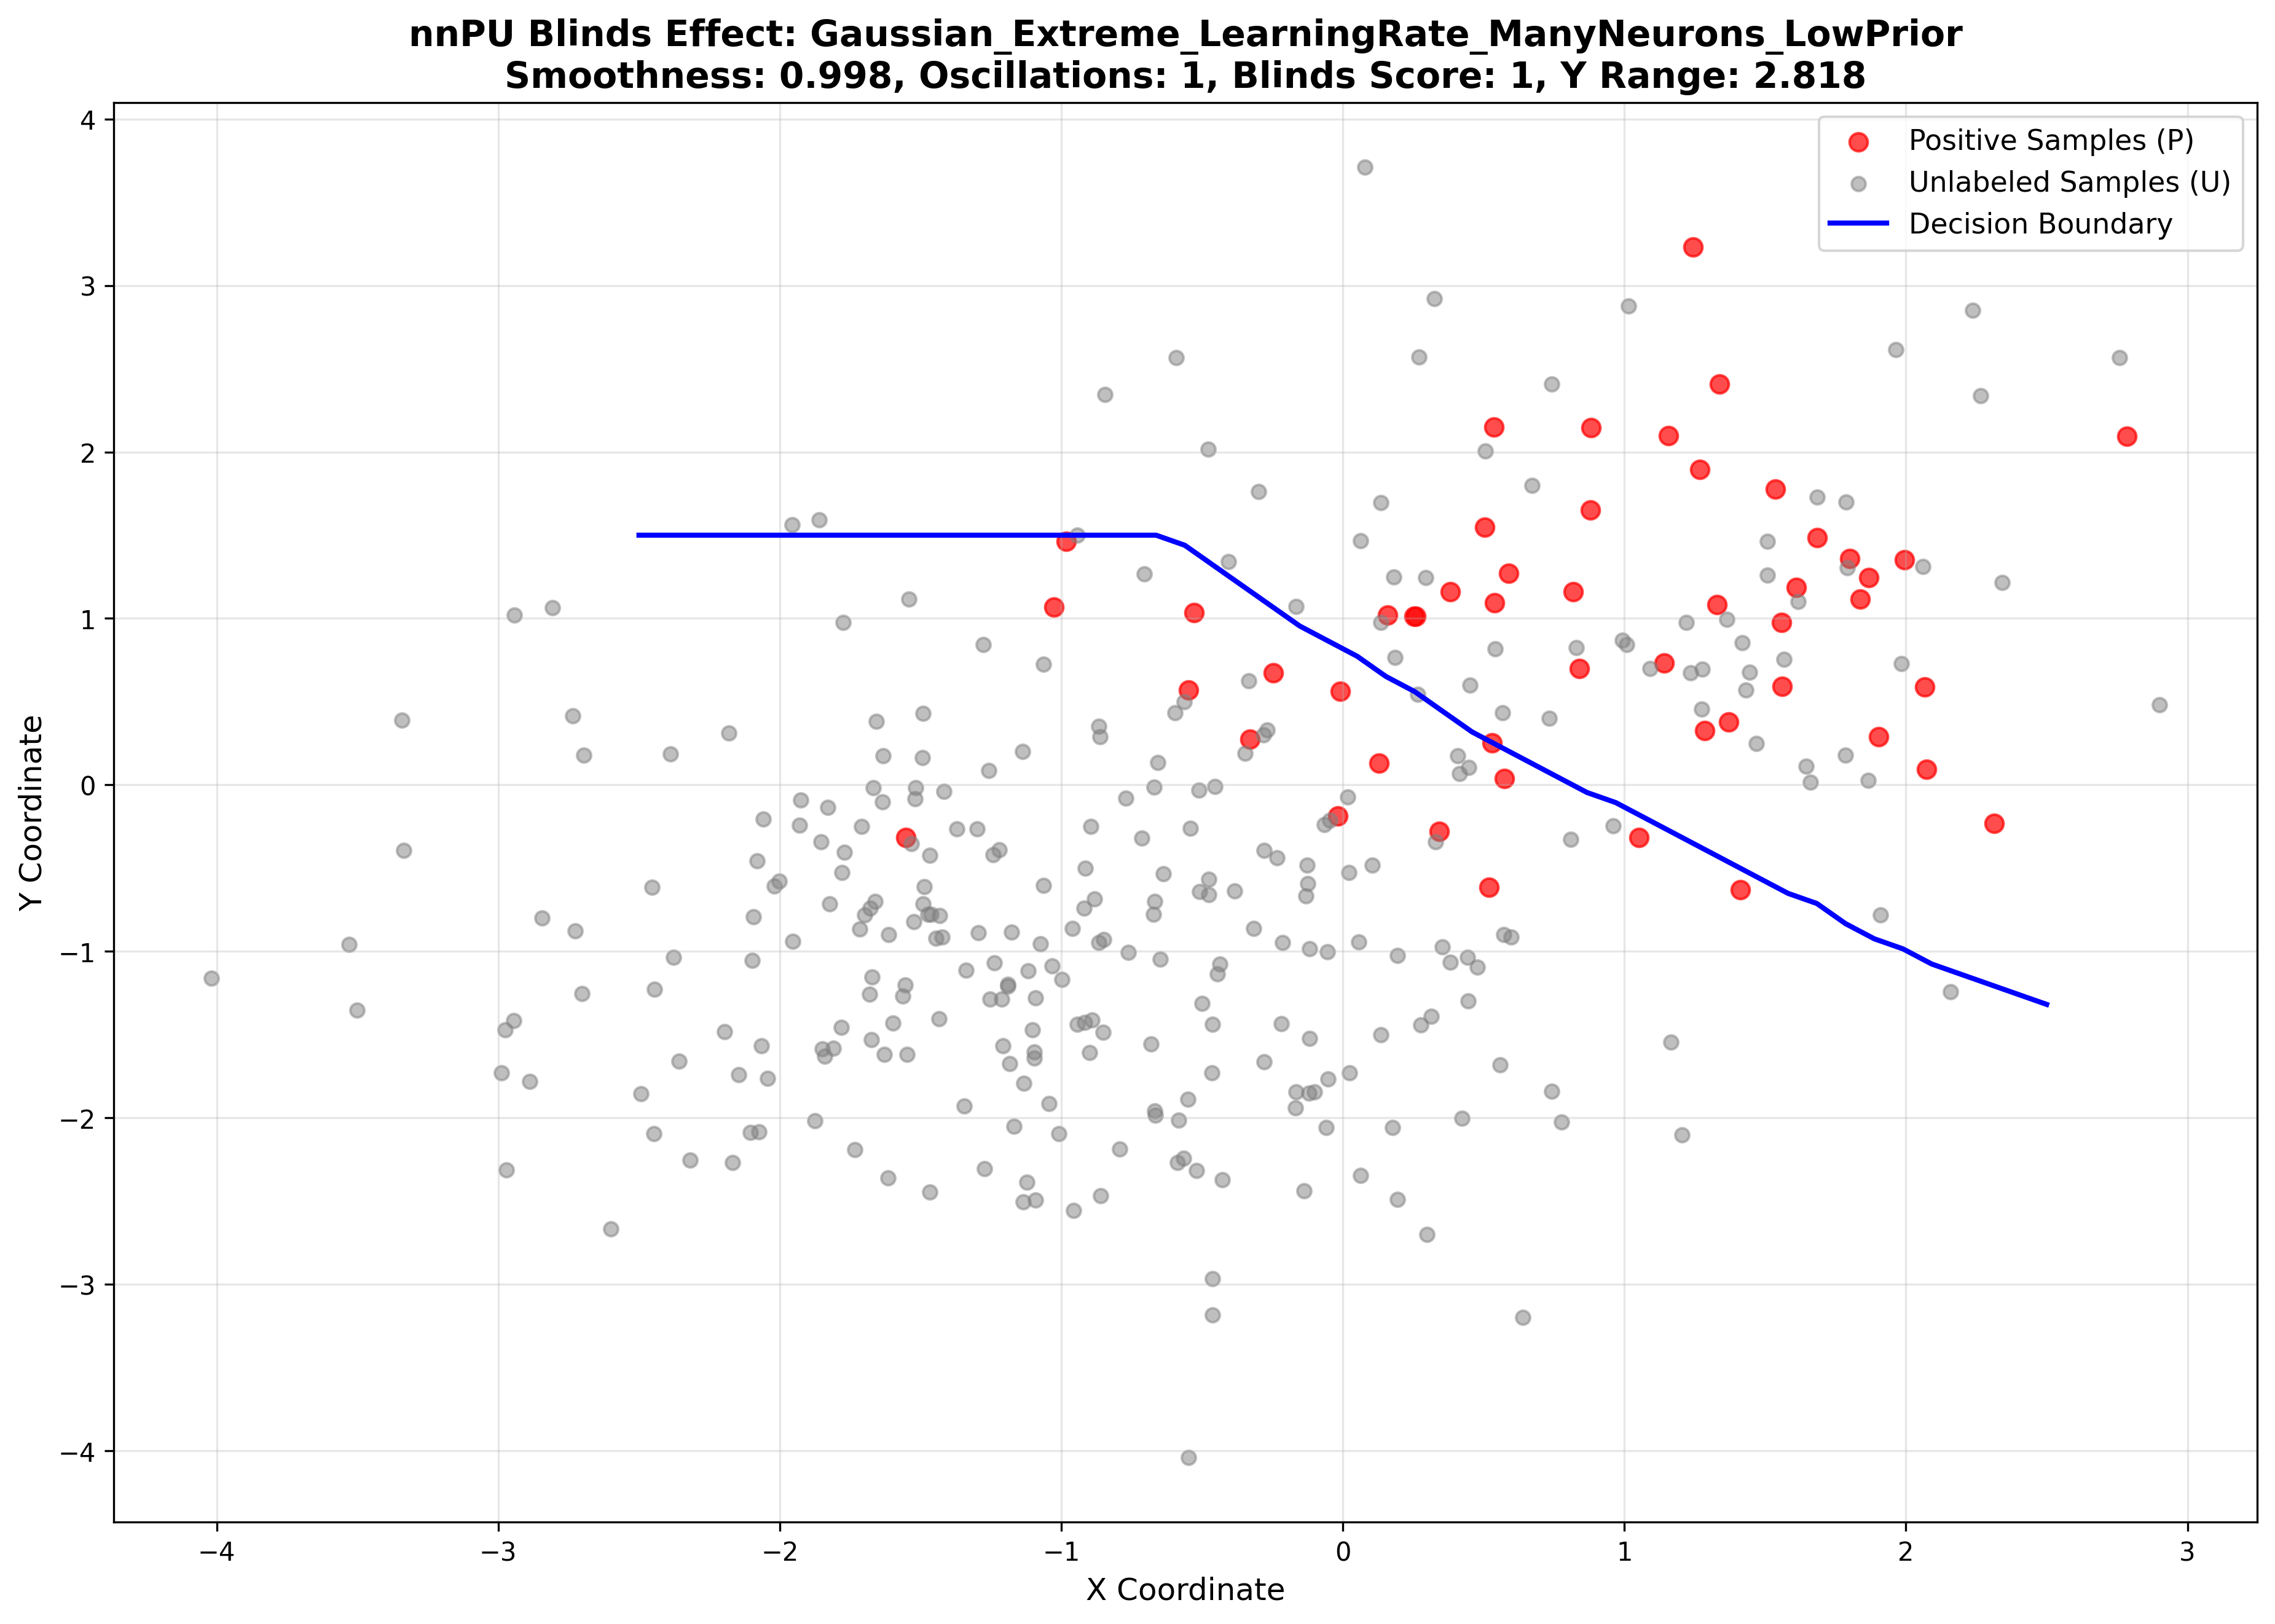 nnPU Blinds Effect: Gaussian_Extreme_LearningRate_ManyNeurons_LowPrior
Smoothness: 0.998, Oscillations: 1, Blinds Score: 1, Y Range: 2.818
Positive Samples (P)
Unlabeled Samples (U)
Decision Boundary
Y Coordinate
4
3
2
1
0
−1
−2
−3
−4
−4
−3
−2
−1
0
1
2
3
X Coordinate